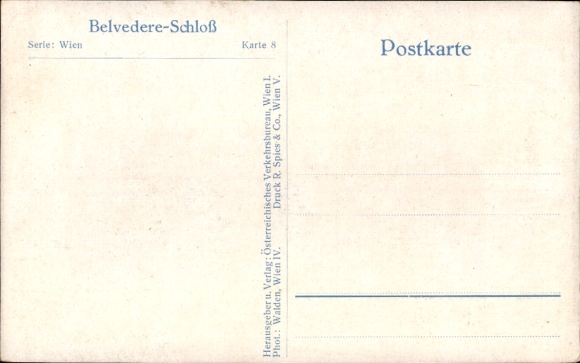 Belvedere-Schloß
Serie: Wien Karte 8
Postkarte
Herausgeber u. Verlag: Österreichisches Verkehrsbureau, Wien I.
Phot.: Walden, Wien IV. Druck R. Spies & Co., Wien V.